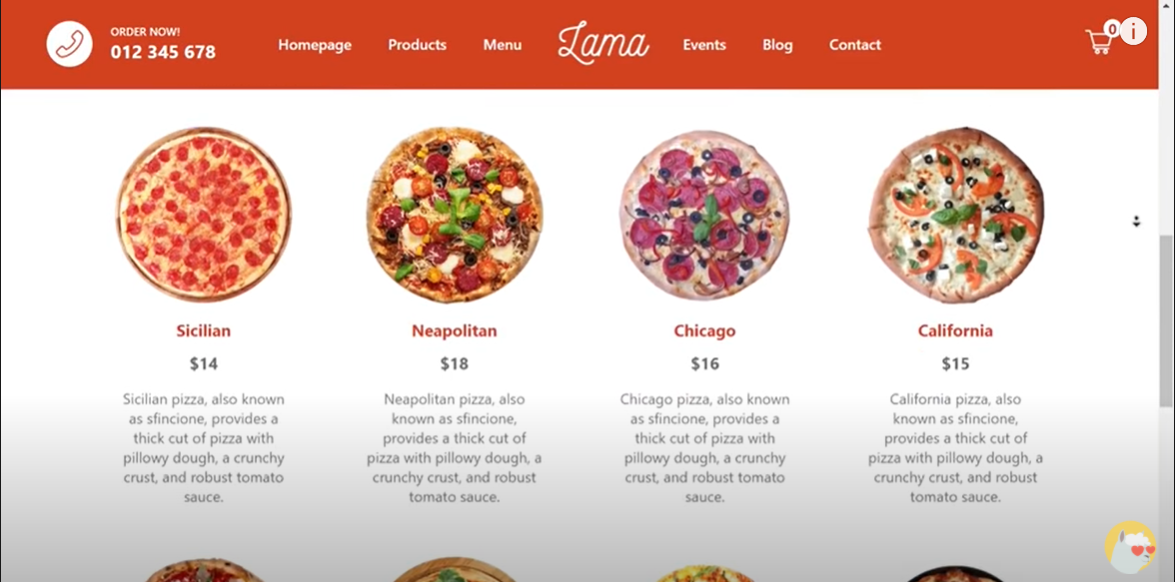 ORDER NOW!
012 345 678
Homepage
Products
Menu
Lama
Events
Blog
Contact
0
i
Sicilian
$14
Sicilian pizza, also known
as sfincione, provides a
thick cut of pizza with
pillowy dough, a crunchy
crust, and robust tomato
sauce.
Neapolitan
$18
Neapolitan pizza, also
known as sfincione,
provides a thick cut of
pizza with pillowy dough, a
crunchy crust, and robust
tomato sauce.
Chicago
$16
Chicago pizza, also known
as sfincione, provides a
thick cut of pizza with
pillowy dough, a crunchy
crust, and robust tomato
sauce.
California
$15
California pizza, also
known as sfincione,
provides a thick cut of
pizza with pillowy dough, a
crunchy crust, and robust
tomato sauce.